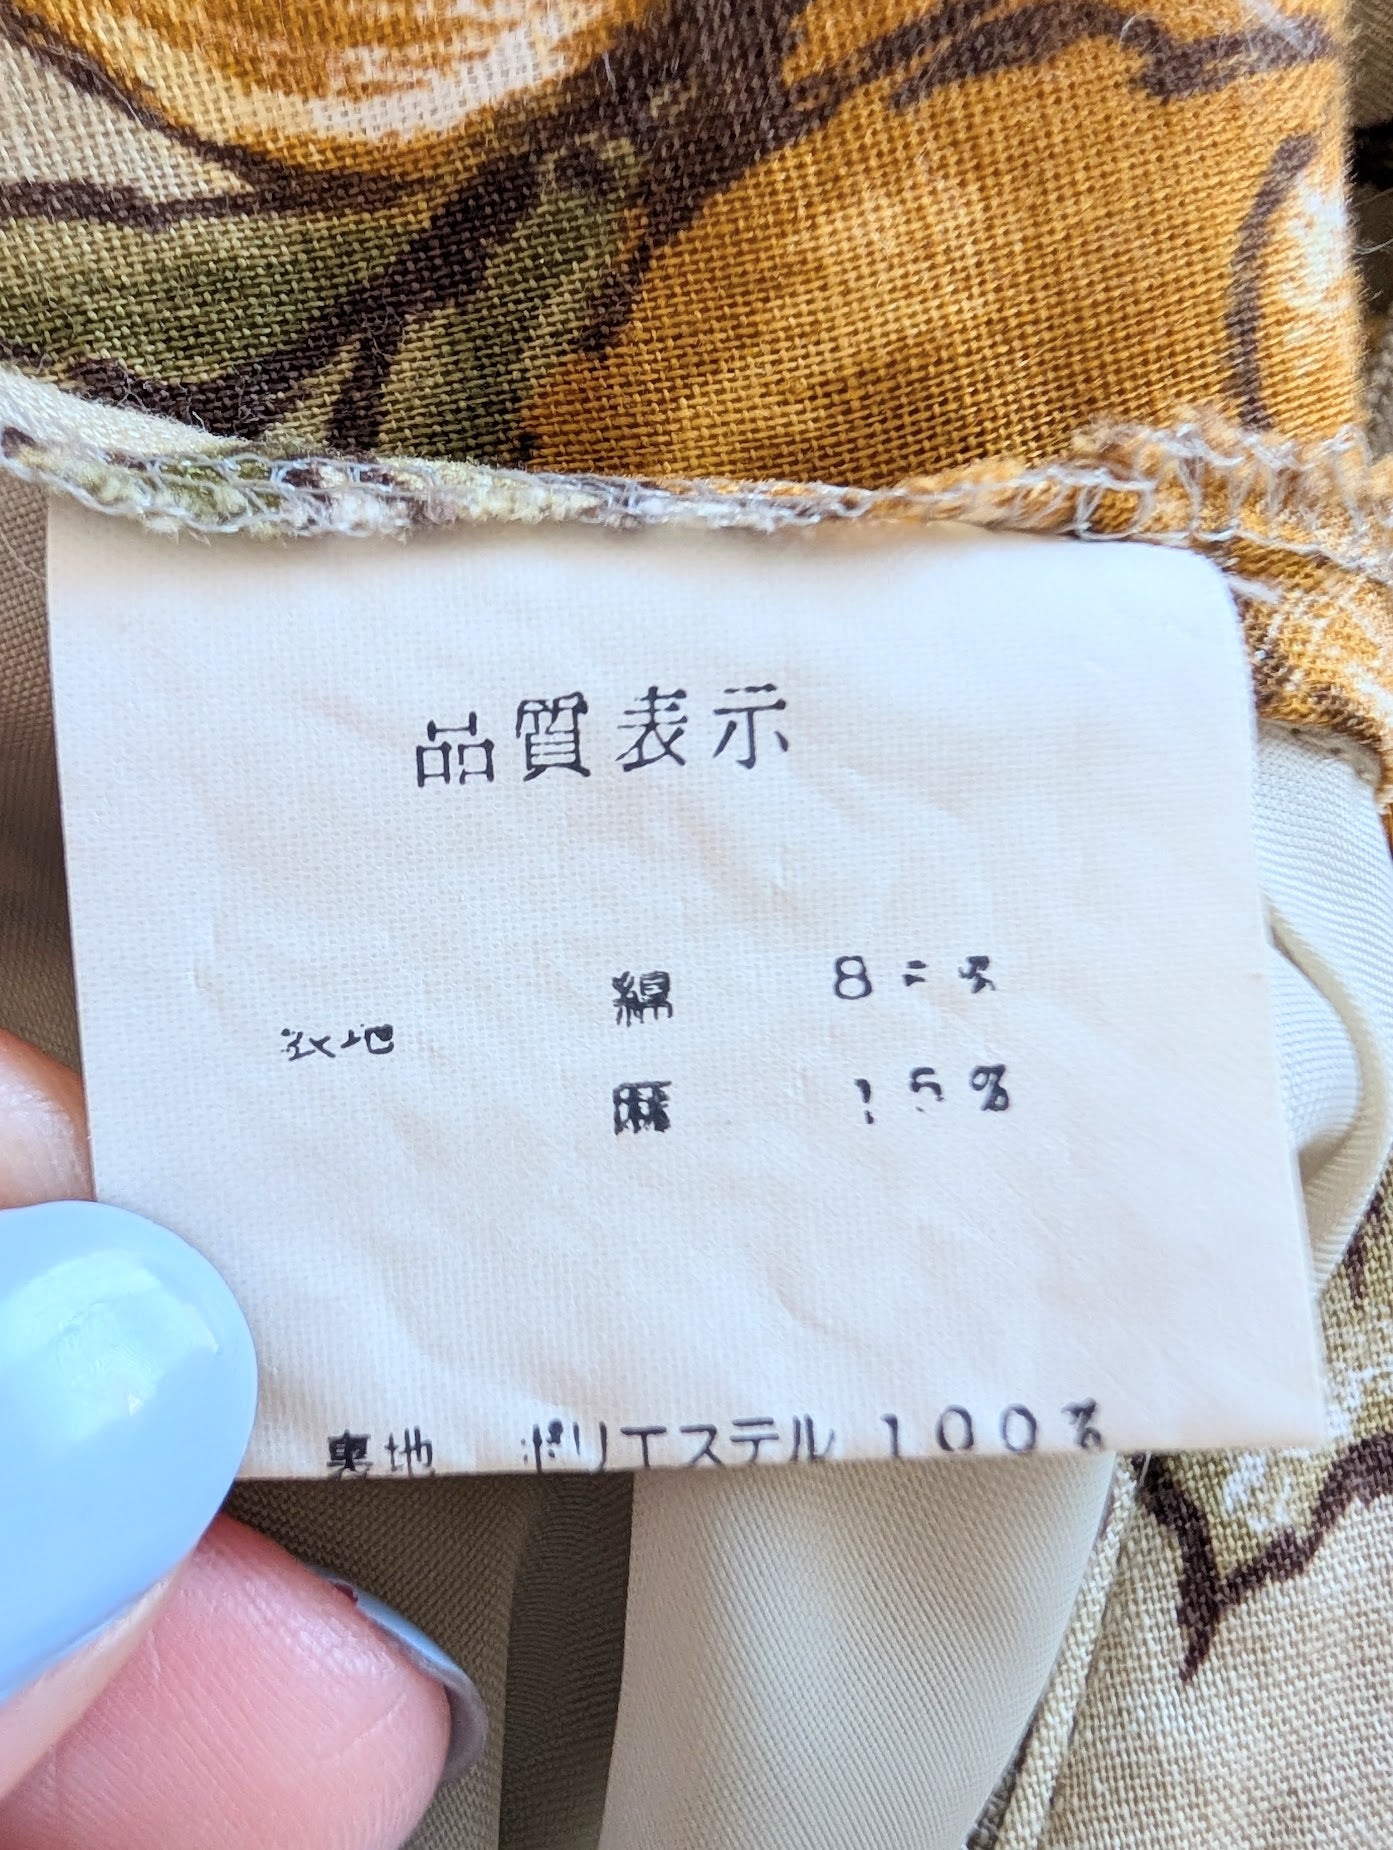 品質表示
表地
綿 85%
麻 15%
裏地 ポリエステル 100%